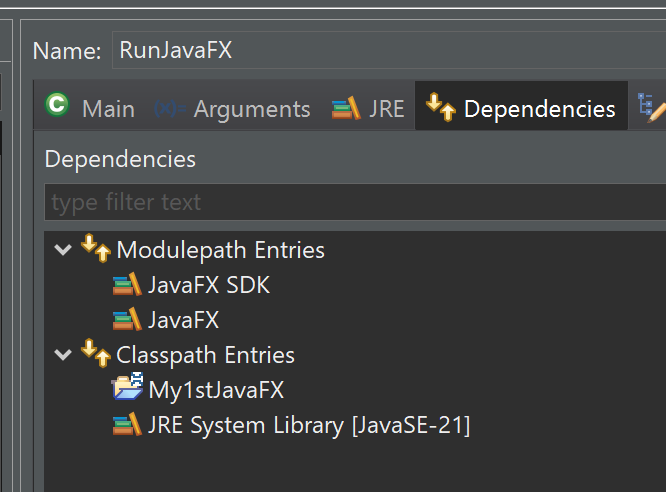 Name: RunJavaFX
Main (x)= Arguments JRE Dependencies
Dependencies
type filter text
Modulepath Entries
JavaFX SDK
JavaFX
Classpath Entries
My1stJavaFX
JRE System Library [JavaSE-21]